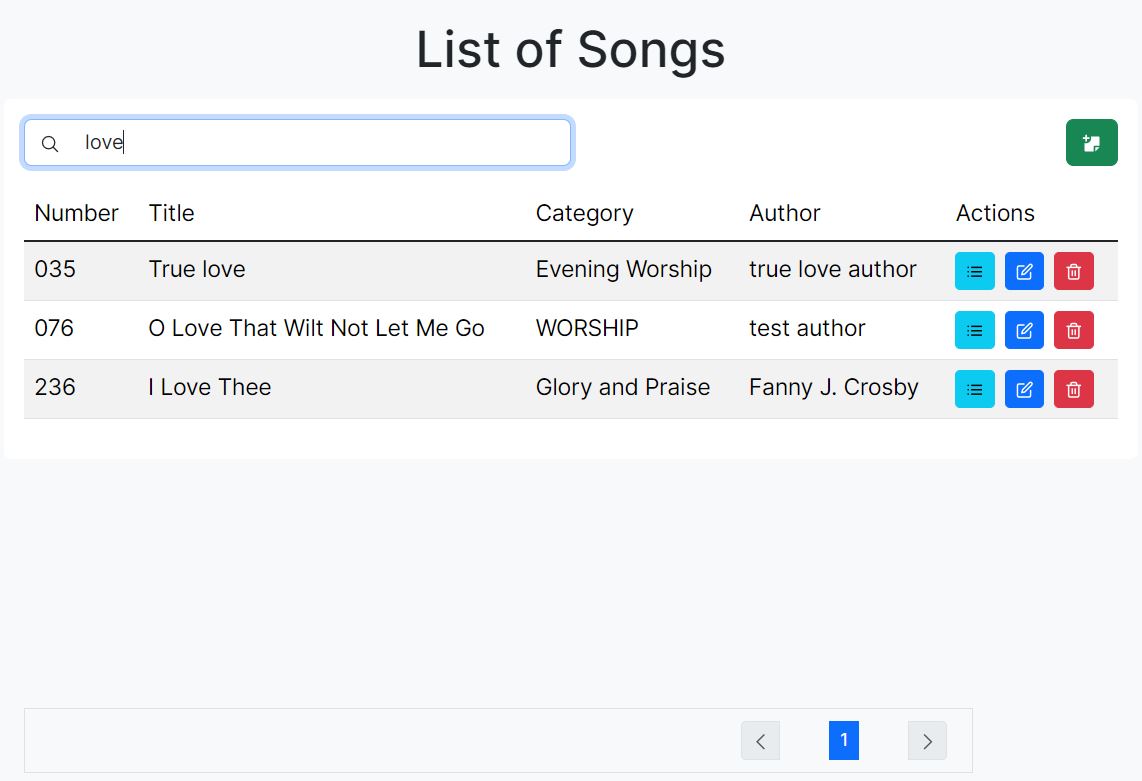 List of Songs
love
Number Title Category Author Actions
035 True love Evening Worship true love author
076 O Love That Wilt Not Let Me Go WORSHIP test author
236 I Love Thee Glory and Praise Fanny J. Crosby
1